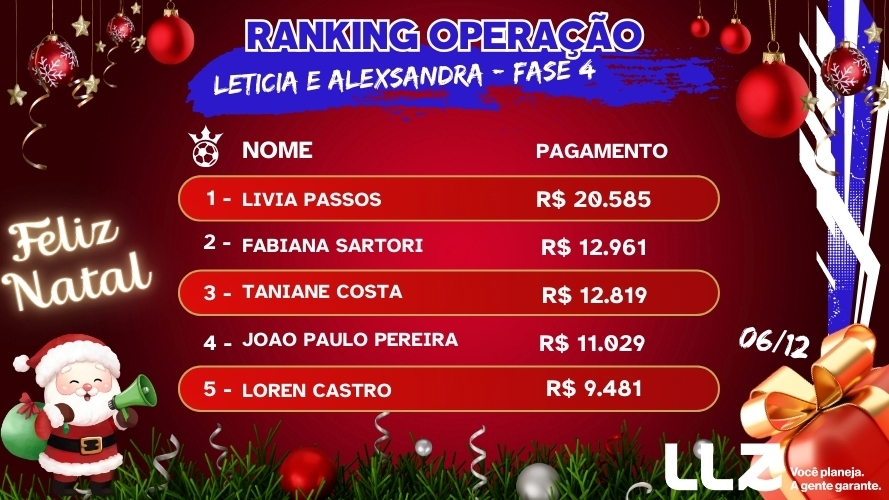 RANKING OPERAÇÃO
LETICIA E ALEXSANDRA - FASE 4
NOME PAGAMENTO
1 - LIVIA PASSOS R$ 20.585
2 - FABIANA SARTORI R$ 12.961
3 - TANIANE COSTA R$ 12.819
4 - JOAO PAULO PEREIRA R$ 11.029
5 - LOREN CASTRO R$ 9.481
Feliz
Natal
06/12
LLZ
Você planeja.
A gente garante.